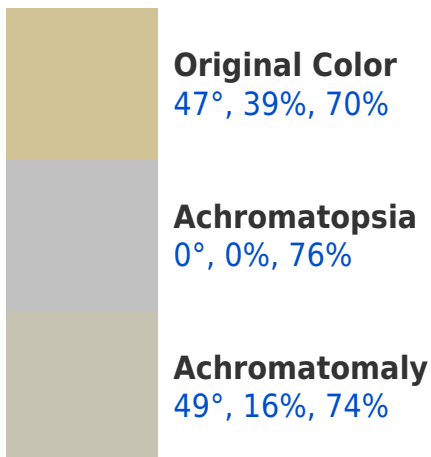 Original Color
47°, 39%, 70%
Achromatopsia
0°, 0%, 76%
Achromatomaly
49°, 16%, 74%